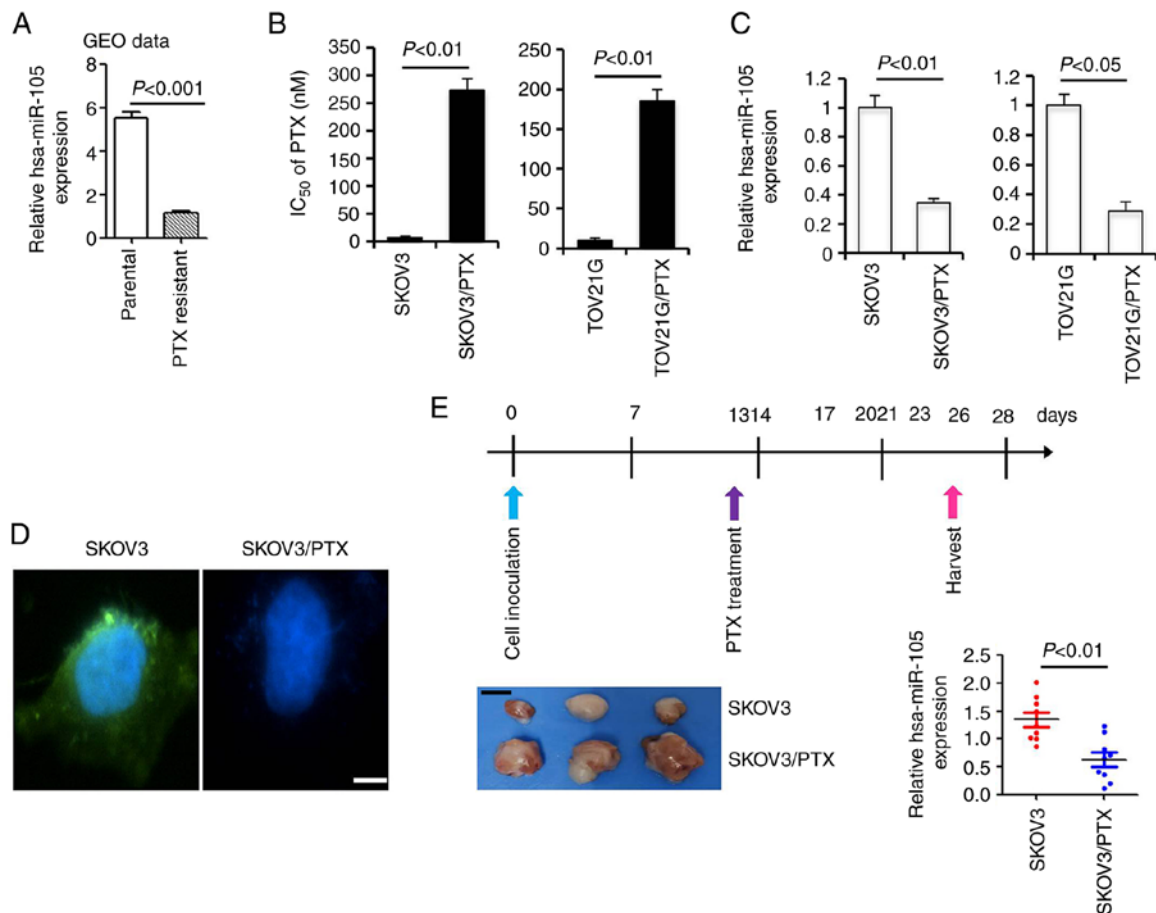 A
GEO data
P<0.001
Relative hsa-miR-105
expression
8
6
4
2
0
Parental
PTX resistant
B
IC50 of PTX (nM)
P<0.01
350
300
250
200
150
100
50
0
SKOV3
SKOV3/PTX
P<0.01
250
200
150
100
50
0
TOV21G
TOV21G/PTX
C
Relative hsa-miR-105
expression
P<0.01
1.2
1
0.8
0.6
0.4
0.2
0
SKOV3
SKOV3/PTX
P<0.05
1.2
1
0.8
0.6
0.4
0.2
0
TOV21G
TOV21G/PTX
D
SKOV3
SKOV3/PTX
E
0 7 1314 17 2021 23 26 28 days
Cell inoculation
PTX treatment
Harvest
SKOV3
SKOV3/PTX
Relative hsa-miR-105
expression
P<0.01
2.5
2.0
1.5
1.0
0.5
0.0
SKOV3
SKOV3/PTX